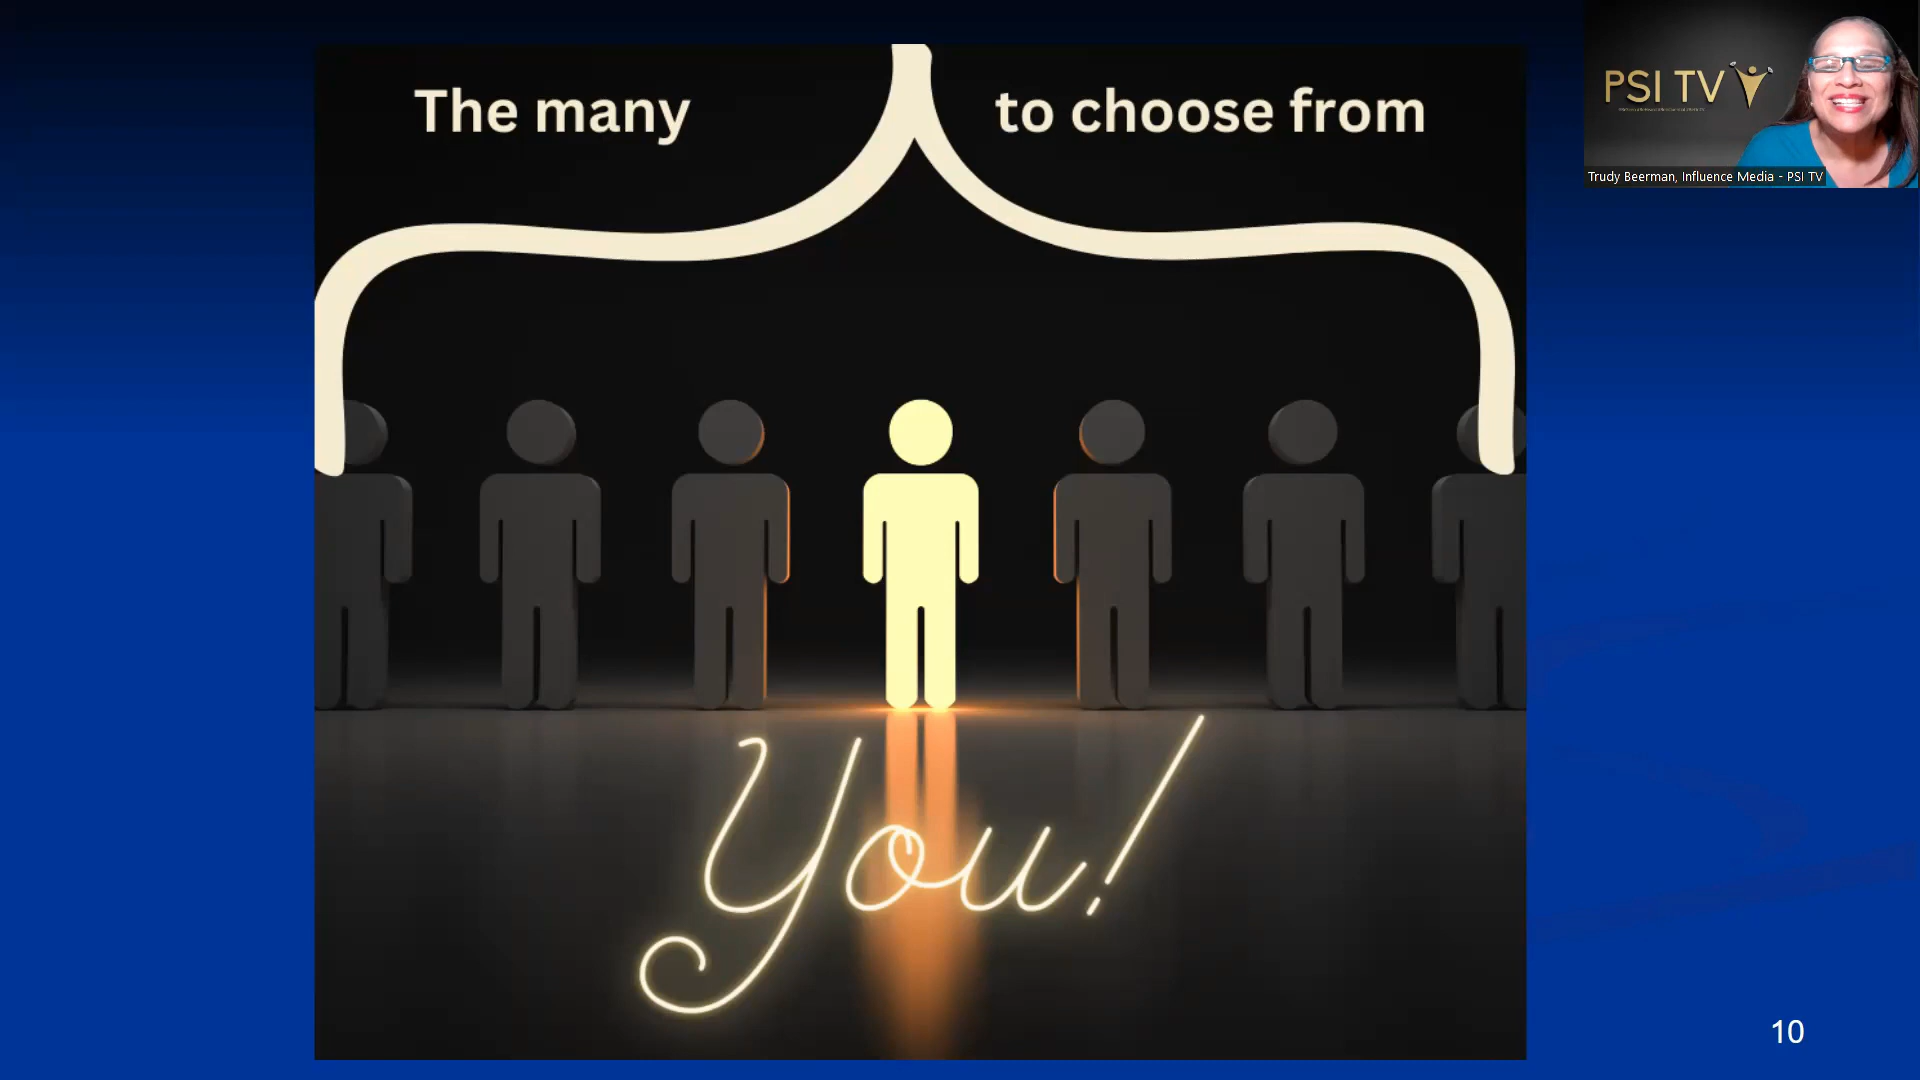 The many to choose from
You!
PSI TV
Trudy Beerman, Influence Media - PSI TV
10